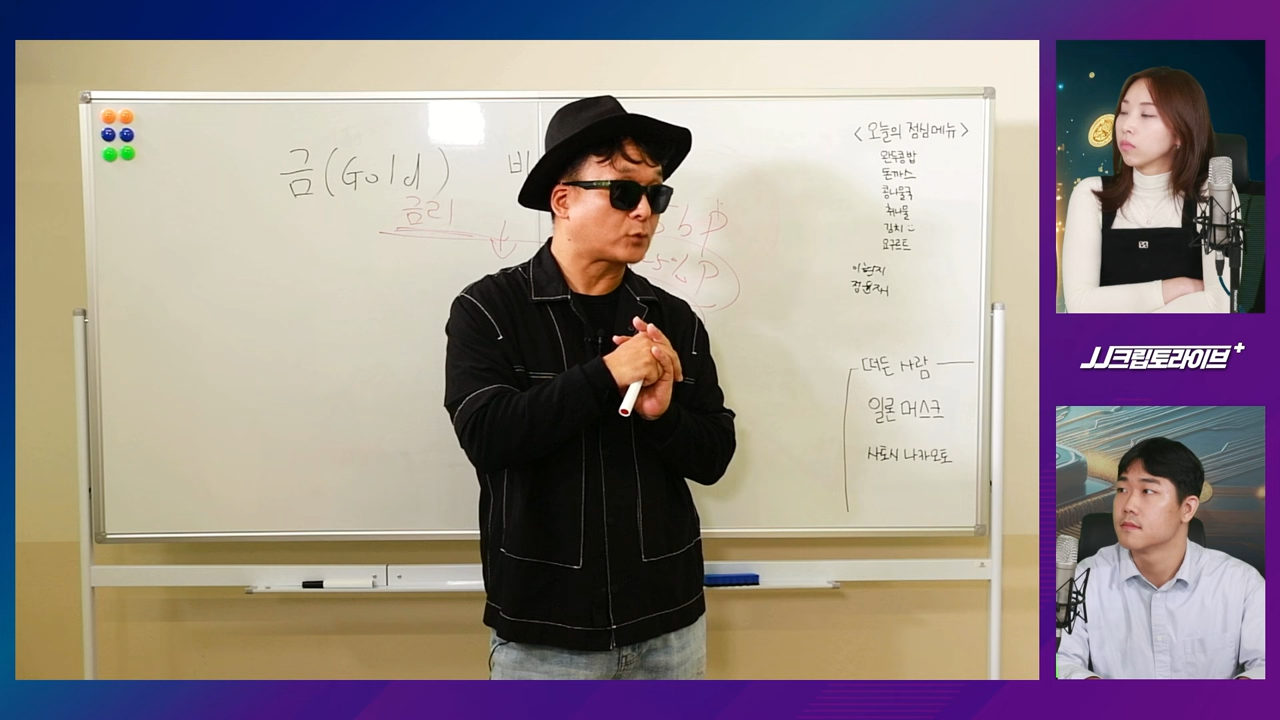 금(Gold) 비
금리
5bp
-5%p
<오늘의 점심메뉴>
완두콩밥
돈까스
콩나물국
취나물
김치
요구르트
이현지
떠든 사람
일론 머스크
사토시 나카모토
JJ크립토라이브+